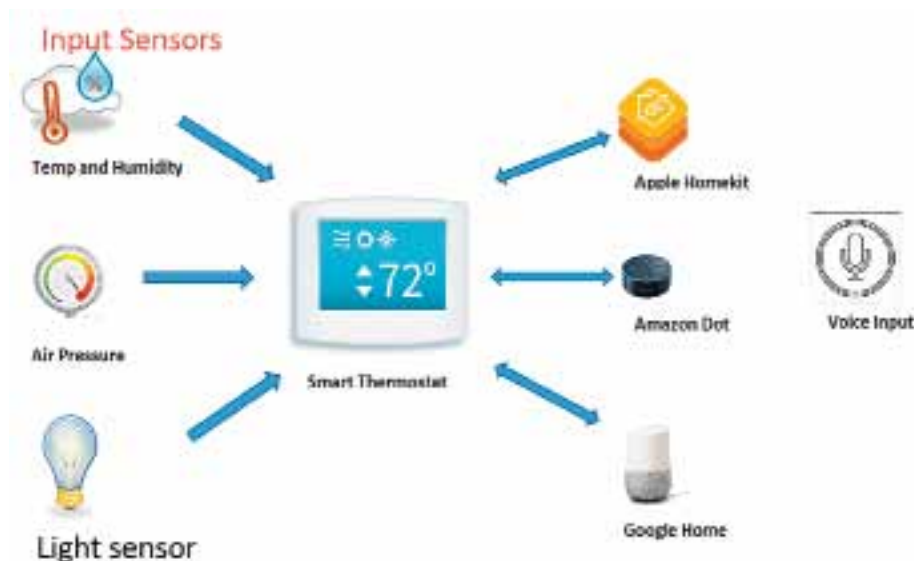 Input Sensors
%
Temp and Humidity
Apple Homekit
72°
Air Pressure
Smart Thermostat
Amazon Dot
Voice Input
Light sensor
Google Home